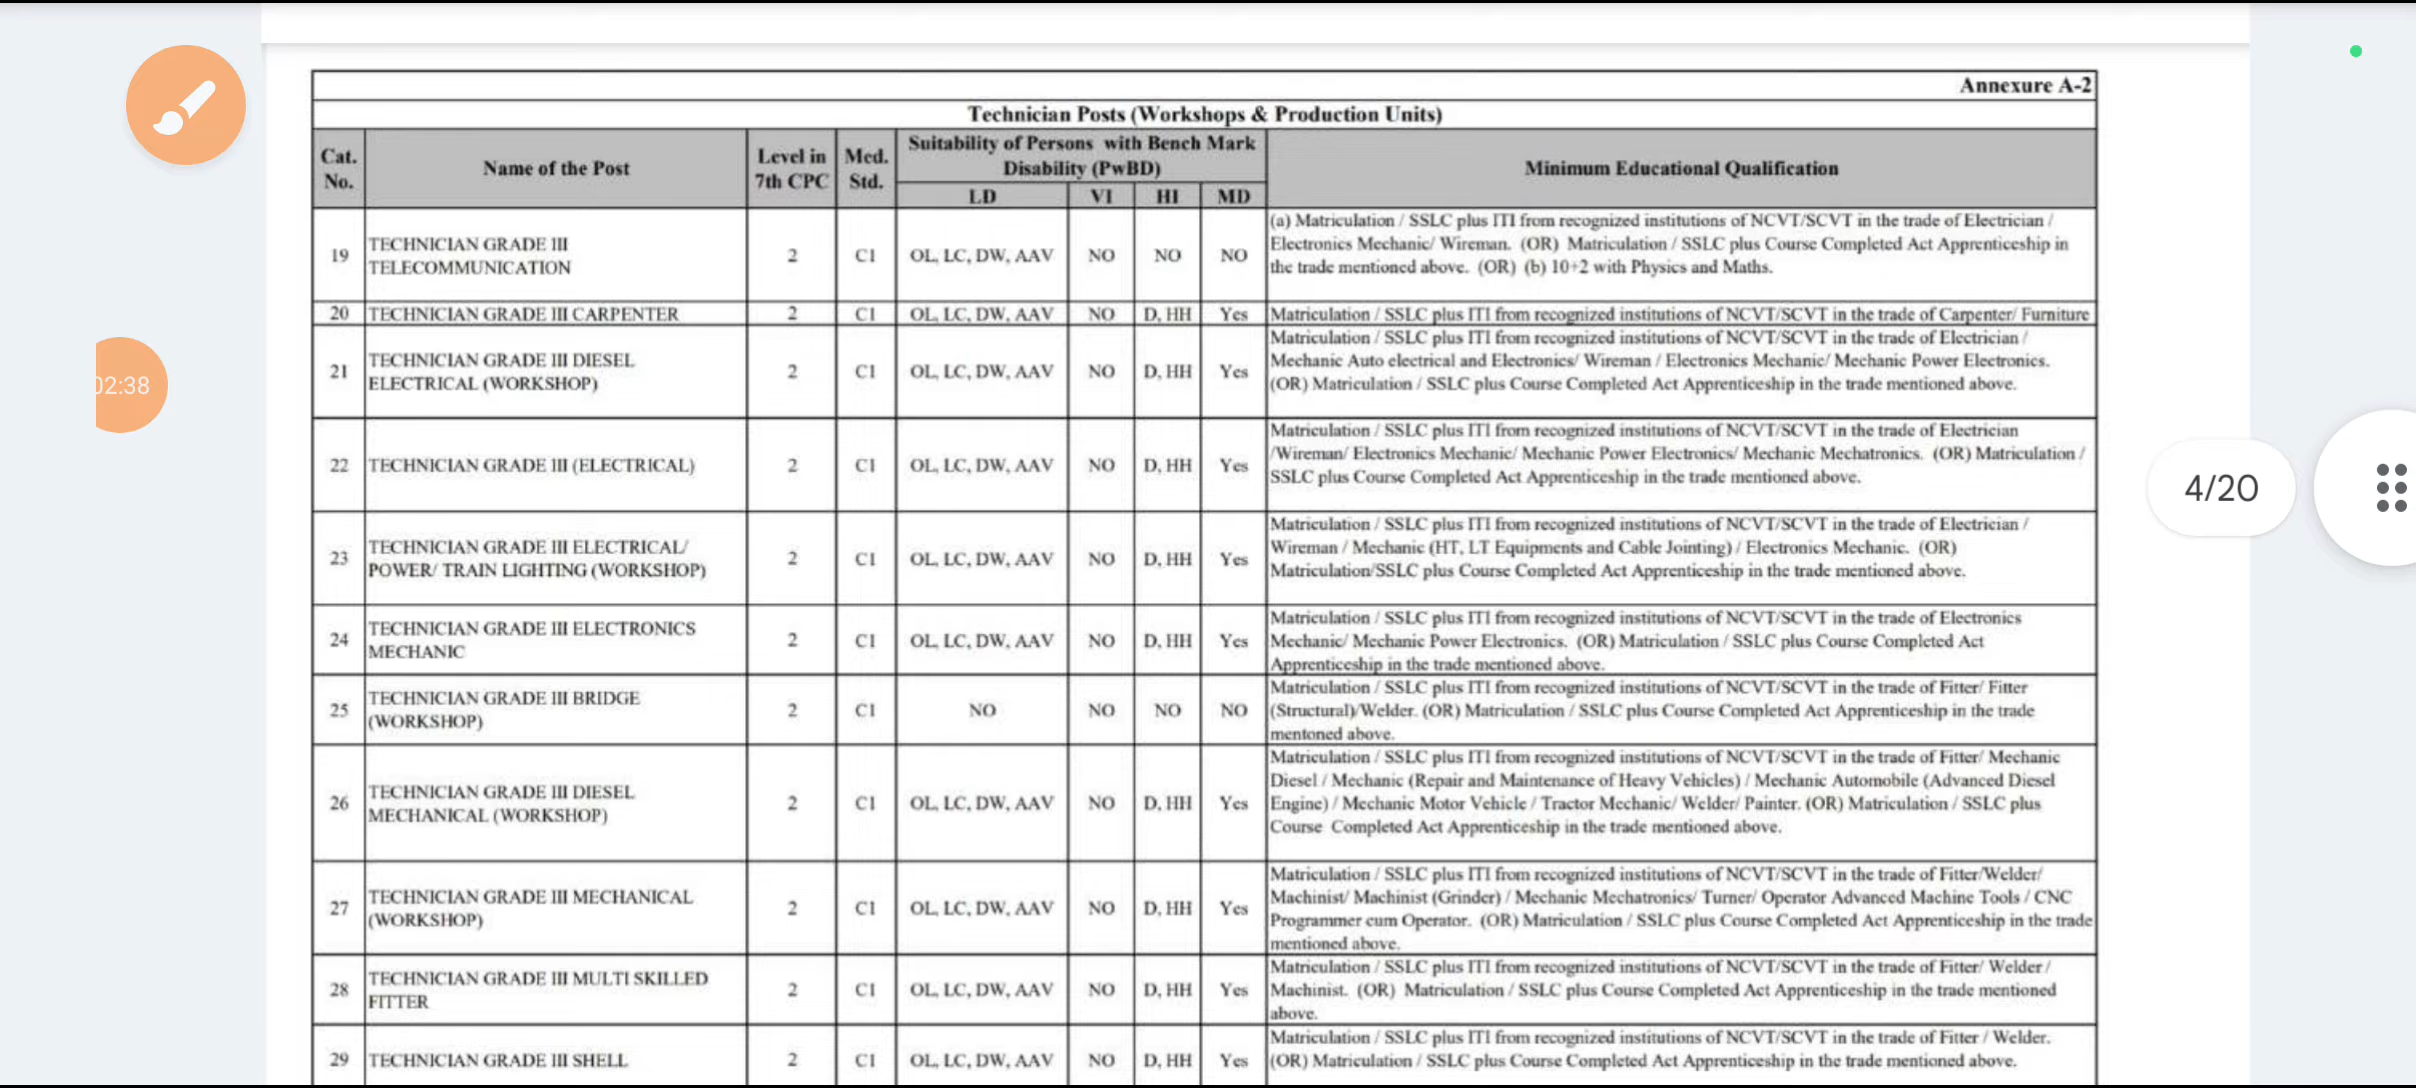 Annexure A-2
Technician Posts (Workshops & Production Units)
Cat. No.
Name of the Post
Level in 7th CPC
Med. Std.
Suitability of Persons with Bench Mark Disability (PwBD)
LD VI HI MD
Minimum Educational Qualification
19
TECHNICIAN GRADE III
TELECOMMUNICATION
2 C1 OL, LC, DW, AAV NO NO NO
(a) Matriculation / SSLC plus ITI from recognized institutions of NCVT/SCVT in the trade of Electrician /
Electronics Mechanic/ Wireman. (OR) Matriculation / SSLC plus Course Completed Act Apprenticeship in
the trade mentioned above. (OR) (b) 10+2 with Physics and Maths.
20 TECHNICIAN GRADE III CARPENTER 2 C1 OL, LC, DW, AAV NO D, HH Yes Matriculation / SSLC plus ITI from recognized institutions of NCVT/SCVT in the trade of Carpenter/ Furniture
21
TECHNICIAN GRADE III DIESEL
ELECTRICAL (WORKSHOP)
2 C1 OL, LC, DW, AAV NO D, HH Yes
Matriculation / SSLC plus ITI from recognized institutions of NCVT/SCVT in the trade of Electrician /
Mechanic Auto electrical and Electronics/ Wireman / Electronics Mechanic/ Mechanic Power Electronics.
(OR) Matriculation / SSLC plus Course Completed Act Apprenticeship in the trade mentioned above.
22 TECHNICIAN GRADE III (ELECTRICAL) 2 C1 OL, LC, DW, AAV NO D, HH Yes
Matriculation / SSLC plus ITI from recognized institutions of NCVT/SCVT in the trade of Electrician
/Wireman/ Electronics Mechanic/ Mechanic Power Electronics/ Mechanic Mechatronics. (OR) Matriculation /
SSLC plus Course Completed Act Apprenticeship in the trade mentioned above.
23
TECHNICIAN GRADE III ELECTRICAL/
POWER/ TRAIN LIGHTING (WORKSHOP)
2 C1 OL, LC, DW, AAV NO D, HH Yes
Matriculation / SSLC plus ITI from recognized institutions of NCVT/SCVT in the trade of Electrician /
Wireman / Mechanic (HT, LT Equipments and Cable Jointing) / Electronics Mechanic. (OR)
Matriculation/SSLC plus Course Completed Act Apprenticeship in the trade mentioned above.
24
TECHNICIAN GRADE III ELECTRONICS
MECHANIC
2 C1 OL, LC, DW, AAV NO D, HH Yes
Matriculation / SSLC plus ITI from recognized institutions of NCVT/SCVT in the trade of Electronics
Mechanic/ Mechanic Power Electronics. (OR) Matriculation / SSLC plus Course Completed Act
Apprenticeship in the trade mentioned above.
25
TECHNICIAN GRADE III BRIDGE
(WORKSHOP)
2 C1 NO NO NO NO
Matriculation / SSLC plus ITI from recognized institutions of NCVT/SCVT in the trade of Fitter/ Fitter
(Structural)/Welder. (OR) Matriculation / SSLC plus Course Completed Act Apprenticeship in the trade
mentoned above.
26
TECHNICIAN GRADE III DIESEL
MECHANICAL (WORKSHOP)
2 C1 OL, LC, DW, AAV NO D, HH Yes
Matriculation / SSLC plus ITI from recognized institutions of NCVT/SCVT in the trade of Fitter/ Mechanic
Diesel / Mechanic (Repair and Maintenance of Heavy Vehicles) / Mechanic Automobile (Advanced Diesel
Engine) / Mechanic Motor Vehicle / Tractor Mechanic/ Welder/ Painter. (OR) Matriculation / SSLC plus
Course Completed Act Apprenticeship in the trade mentioned above.
27
TECHNICIAN GRADE III MECHANICAL
(WORKSHOP)
2 C1 OL, LC, DW, AAV NO D, HH Yes
Matriculation / SSLC plus ITI from recognized institutions of NCVT/SCVT in the trade of Fitter/Welder/
Machinist/ Machinist (Grinder) / Mechanic Mechatronics/ Turner/ Operator Advanced Machine Tools / CNC
Programmer cum Operator. (OR) Matriculation / SSLC plus Course Completed Act Apprenticeship in the trade
mentioned above.
28
TECHNICIAN GRADE III MULTI SKILLED
FITTER
2 C1 OL, LC, DW, AAV NO D, HH Yes
Matriculation / SSLC plus ITI from recognized institutions of NCVT/SCVT in the trade of Fitter/ Welder /
Machinist. (OR) Matriculation / SSLC plus Course Completed Act Apprenticeship in the trade mentioned
above.
29 TECHNICIAN GRADE III SHELL 2 C1 OL, LC, DW, AAV NO D, HH Yes
Matriculation / SSLC plus ITI from recognized institutions of NCVT/SCVT in the trade of Fitter / Welder.
(OR) Matriculation / SSLC plus Course Completed Act Apprenticeship in the trade mentioned above.
02:38
4/20